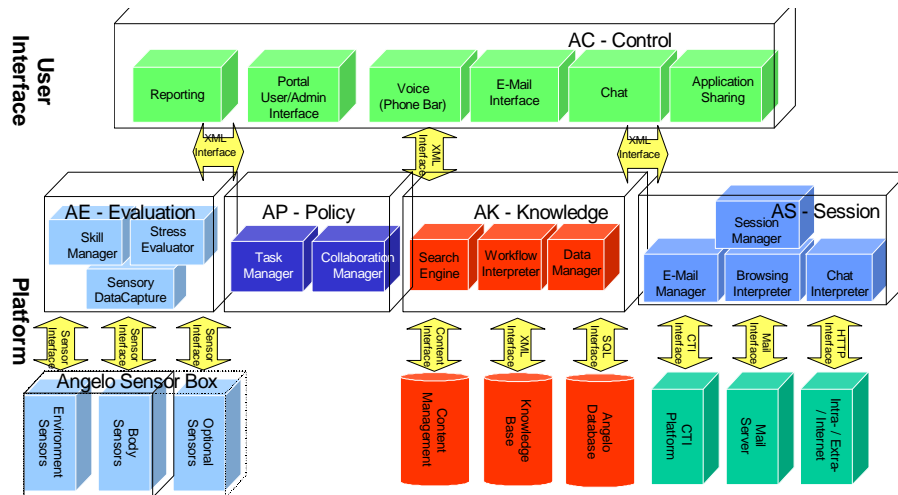 User
Interface
AC - Control
Reporting
Portal
User/Admin
Interface
Voice
(Phone Bar)
E-Mail
Interface
Chat
Application
Sharing
XML
Interface
XML
Interface
XML
Interface
Platform
AE - Evaluation
Skill
Manager
Stress
Evaluator
Sensory
DataCapture
AP - Policy
Task
Manager
Collaboration
Manager
AK - Knowledge
Search
Engine
Workflow
Interpreter
Data
Manager
AS - Session
Session
Manager
E-Mail
Manager
Browsing
Interpreter
Chat
Interpreter
Sensor
Interface
Sensor
Interface
Sensor
Interface
Content
Interface
XML
Interface
SQL
Interface
CTI
Interface
Mail
Interface
HTTP
Interface
Angelo Sensor Box
Environment
Sensors
Body
Sensors
Optional
Sensors
Content
Management
Knowledge
Base
Angelo
Database
CTI
Platform
Mail
Server
Intra- / Extra-
/ Internet